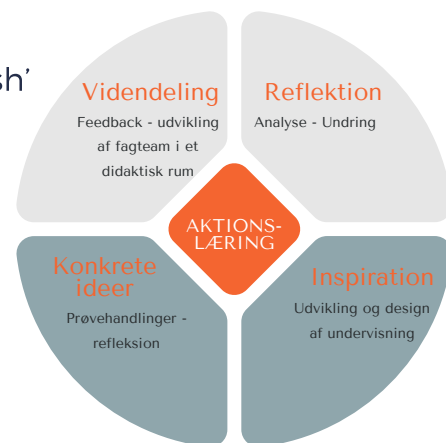 sh'
Videndeling
Feedback - udvikling
af fagteam i et
didaktisk rum
Reflektion
Analyse - Undring
AKTIONS-
LÆRING
Konkrete
ideer
Prøvehandlinger -
refleksion
Inspiration
Udvikling og design
af undervisning